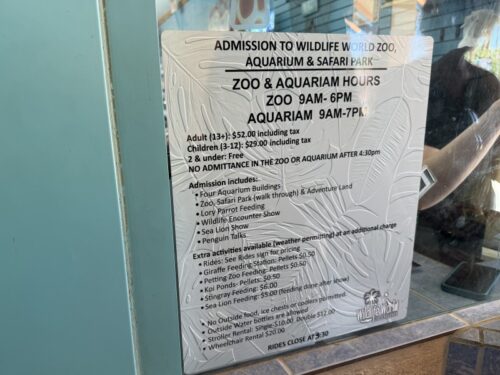 ADMISSION TO WILDLIFE WORLD ZOO,
AQUARIUM & SAFARI PARK
ZOO & AQUARIAM HOURS
ZOO 9AM- 6PM
AQUARIAM 9AM-7PM
Adult (13+): $52.00 including tax
Children (3-12): $29.00 including tax
2 & under: Free
NO ADMITTANCE IN THE ZOO OR AQUARIUM AFTER 4:30pm
Admission includes:
• Four Aquarium Buildings
• Zoo, Safari Park (walk through) & Adventure Land
• Lory Parrot Feeding
• Wildlife Encounter Show
• Sea Lion Show
• Penguin Talks
Extra activities available (weather permitting) at an additional charge
• Rides: See Rides sign for pricing
• Giraffe Feeding Station: Pellets $0.50
• Petting Zoo Feeding: Pellets $0.50
• Koi Ponds: Pellets $0.50
• Stingray Feeding: $6.00
• Sea Lion Feeding: $5.00 (feeding done after show)
• No Outside food, ice chests or coolers permitted.
• Outside Water bottles are allowed
• Stroller Rental: Single $10.00 Double $12.00
• Wheelchair Rental $20.00
RIDES CLOSE AT 5:30
Wildlife World